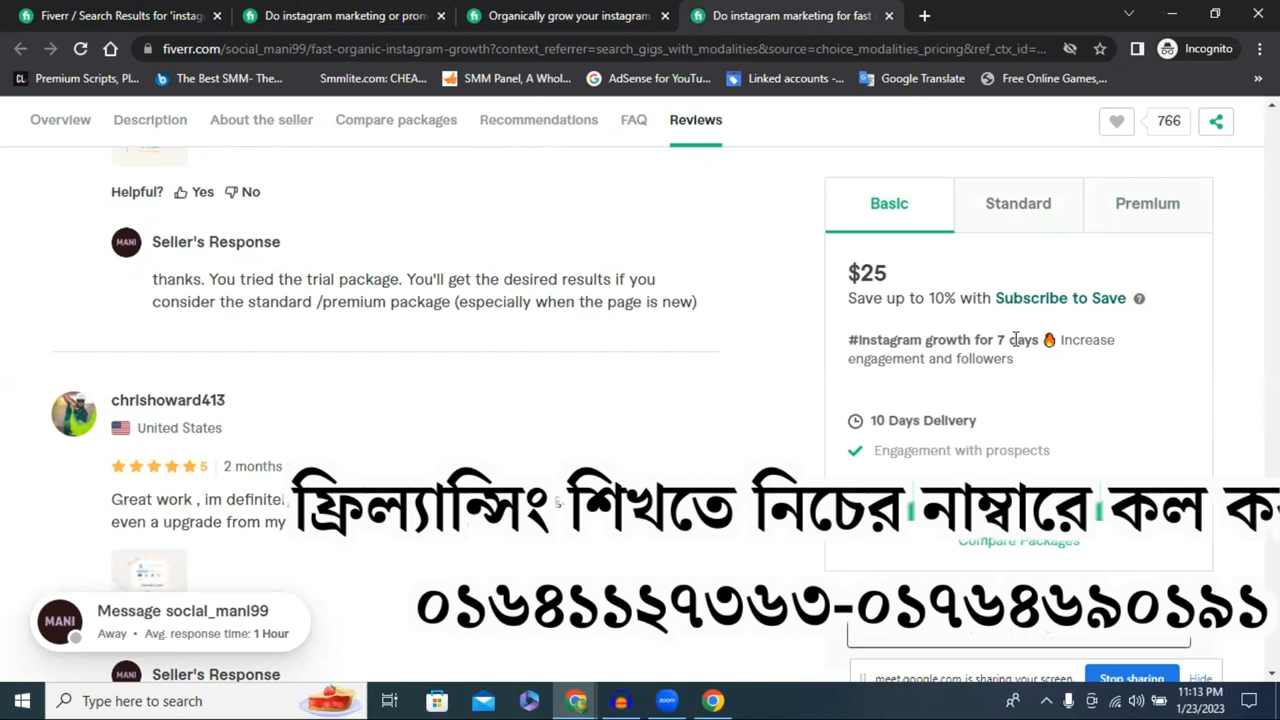 Fiverr / Search Results for 'instag
Do instagram marketing or prom
Organically grow your instagram
Do instagram marketing for fast
fiverr.com/social_mani99/fast-organic-instagram-growth?context_referrer=search_gigs_with_modalities&source=choice_modalities_pricing&ref_ctx_id=...
Incognito
Premium Scripts, Pl...
The Best SMM- The...
Smmlite.com: CHEA...
SMM Panel, A Whol...
AdSense for YouTu...
Linked accounts -...
Google Translate
Free Online Games,...
Overview
Description
About the seller
Compare packages
Recommendations
FAQ
Reviews
766
Helpful? Yes No
MANI
Seller's Response
thanks. You tried the trial package. You'll get the desired results if you
consider the standard /premium package (especially when the page is new)
chrishoward413
United States
5 | 2 months
Great work , im definitel
even a upgrade from my
Basic
Standard
Premium
$25
Save up to 10% with Subscribe to Save
#Instagram growth for 7 days 🔥 Increase
engagement and followers
10 Days Delivery
Engagement with prospects
Compare Packages
ফ্রিল্যান্সিং শিখতে নিচের নাম্বারে কল
০১৬৪১১২৭৩৬৩-০১৭৬৪৬৯০১৯১
MANI
Message social_mani99
Away • Avg. response time: 1 Hour
MANI
Seller's Response
meet.google.com is sharing your screen.
Stop sharing
Hide
Type here to search
zoom
11:13 PM
1/23/2023